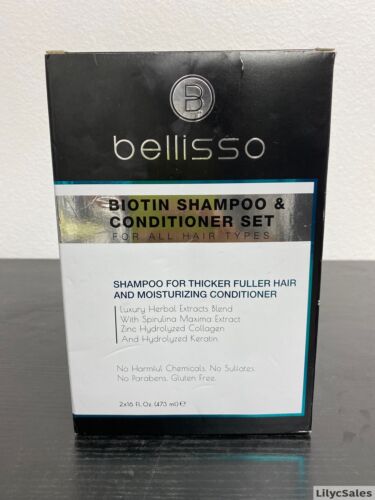 B
bellisso
BIOTIN SHAMPOO &
CONDITIONER SET
FOR ALL HAIR TYPES
SHAMPOO FOR THICKER FULLER HAIR
AND MOISTURIZING CONDITIONER
Luxury Herbal Extracts Blend
With Spirulina Maxima Extract
Zinc Hydrolyzed Collagen
And Hydrolyzed Keratin.
No Harmful Chemicals. No Sulfates.
No Parabens. Gluten Free.
2x16 Fl. Oz. (473 ml) e
LilycSales